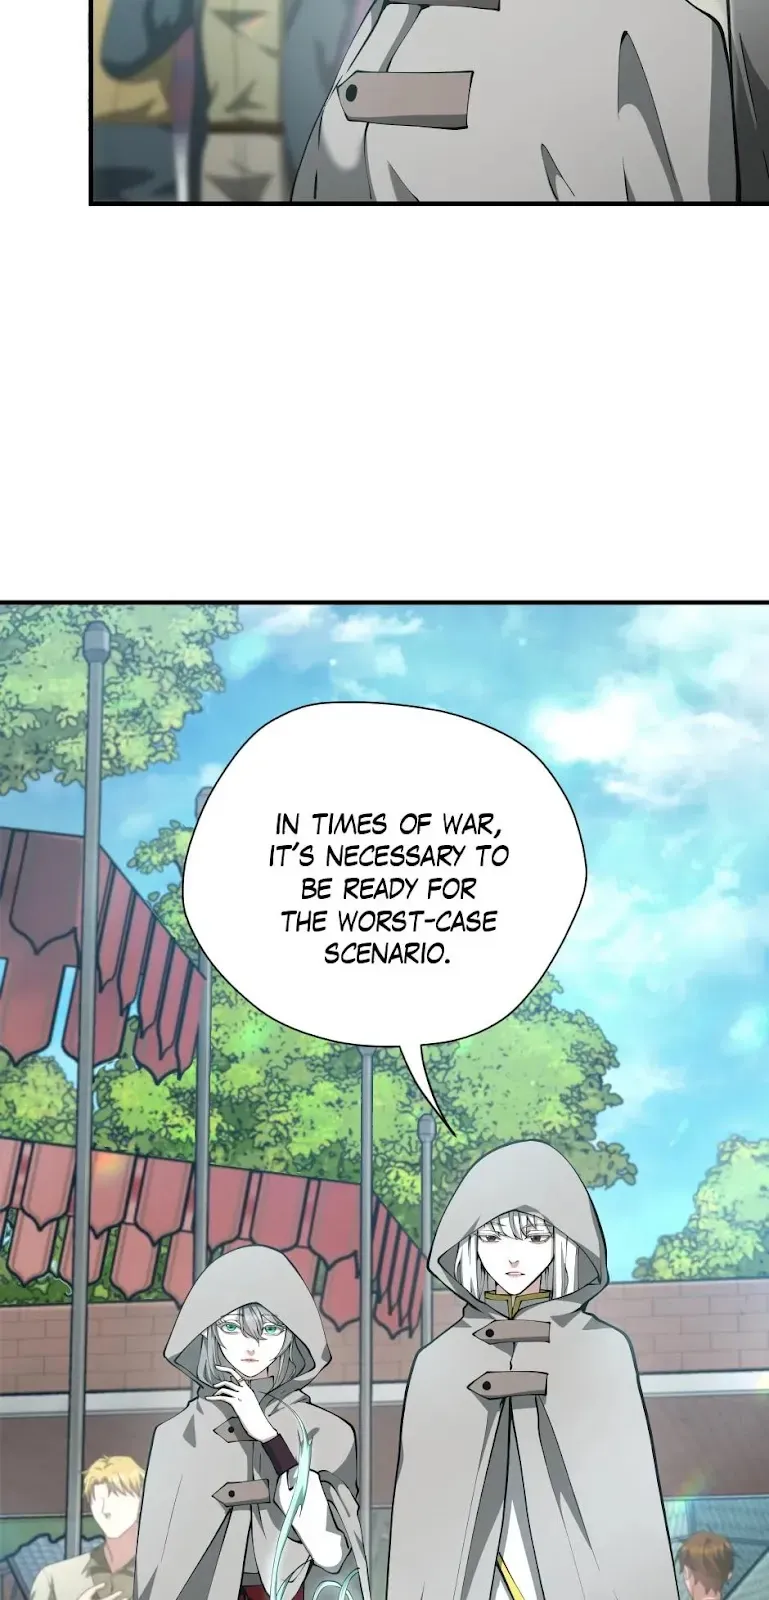 IN TIMES OF WAR,
IT'S NECESSARY TO
BE READY FOR
THE WORST-CASE
SCENARIO.